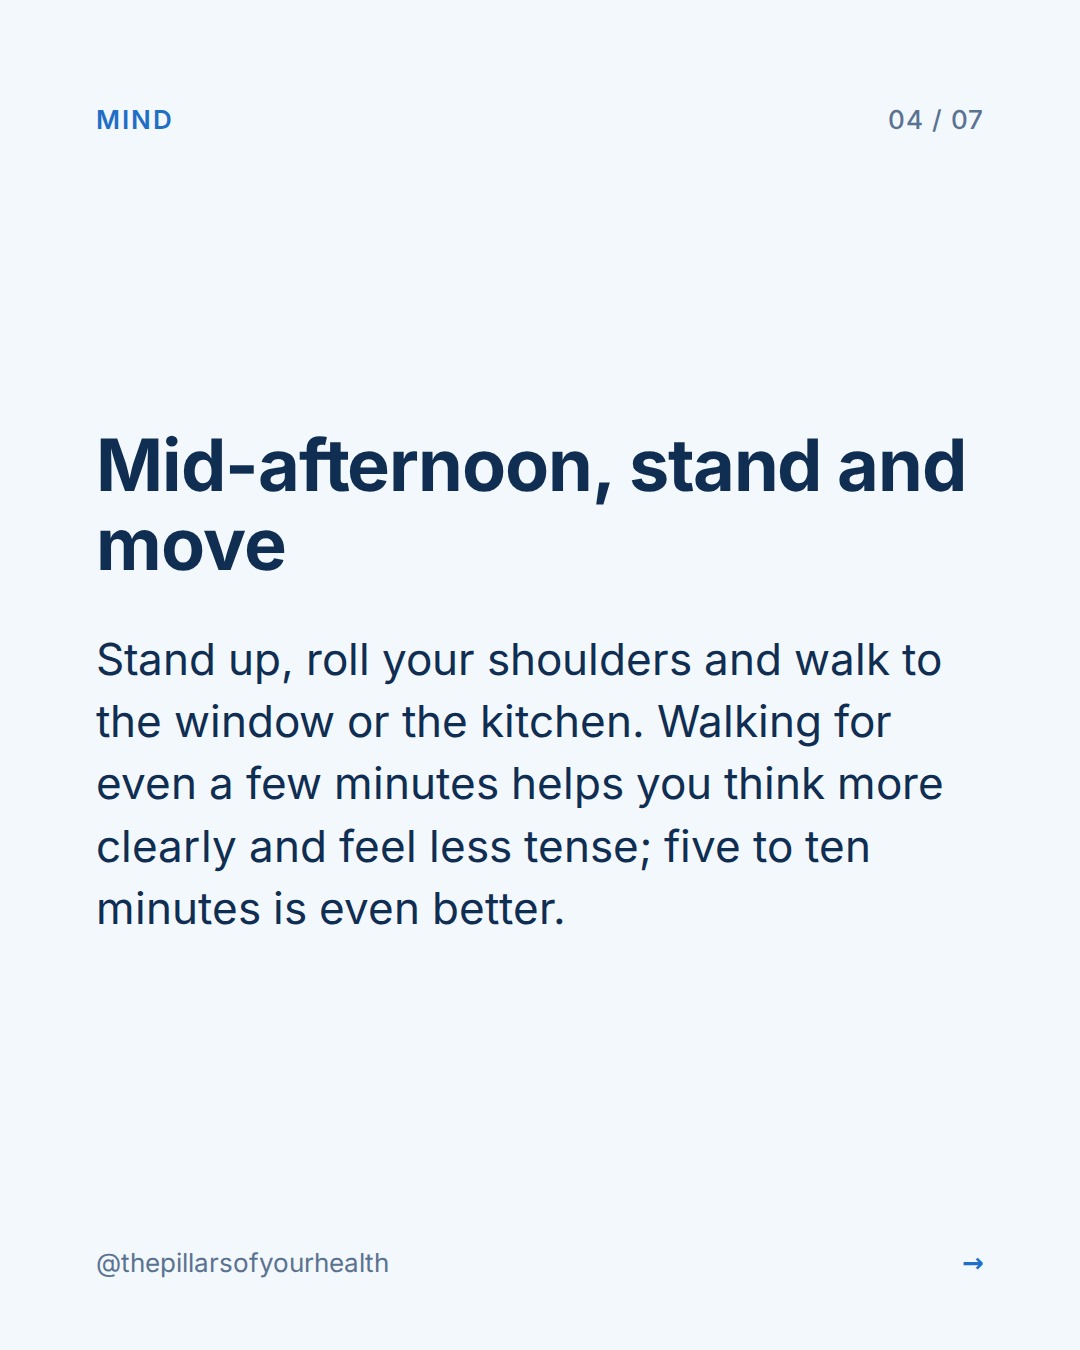 MIND
04 / 07
Mid-afternoon, stand and
move
Stand up, roll your shoulders and walk to
the window or the kitchen. Walking for
even a few minutes helps you think more
clearly and feel less tense; five to ten
minutes is even better.
@thepillarsofyourhealth
→